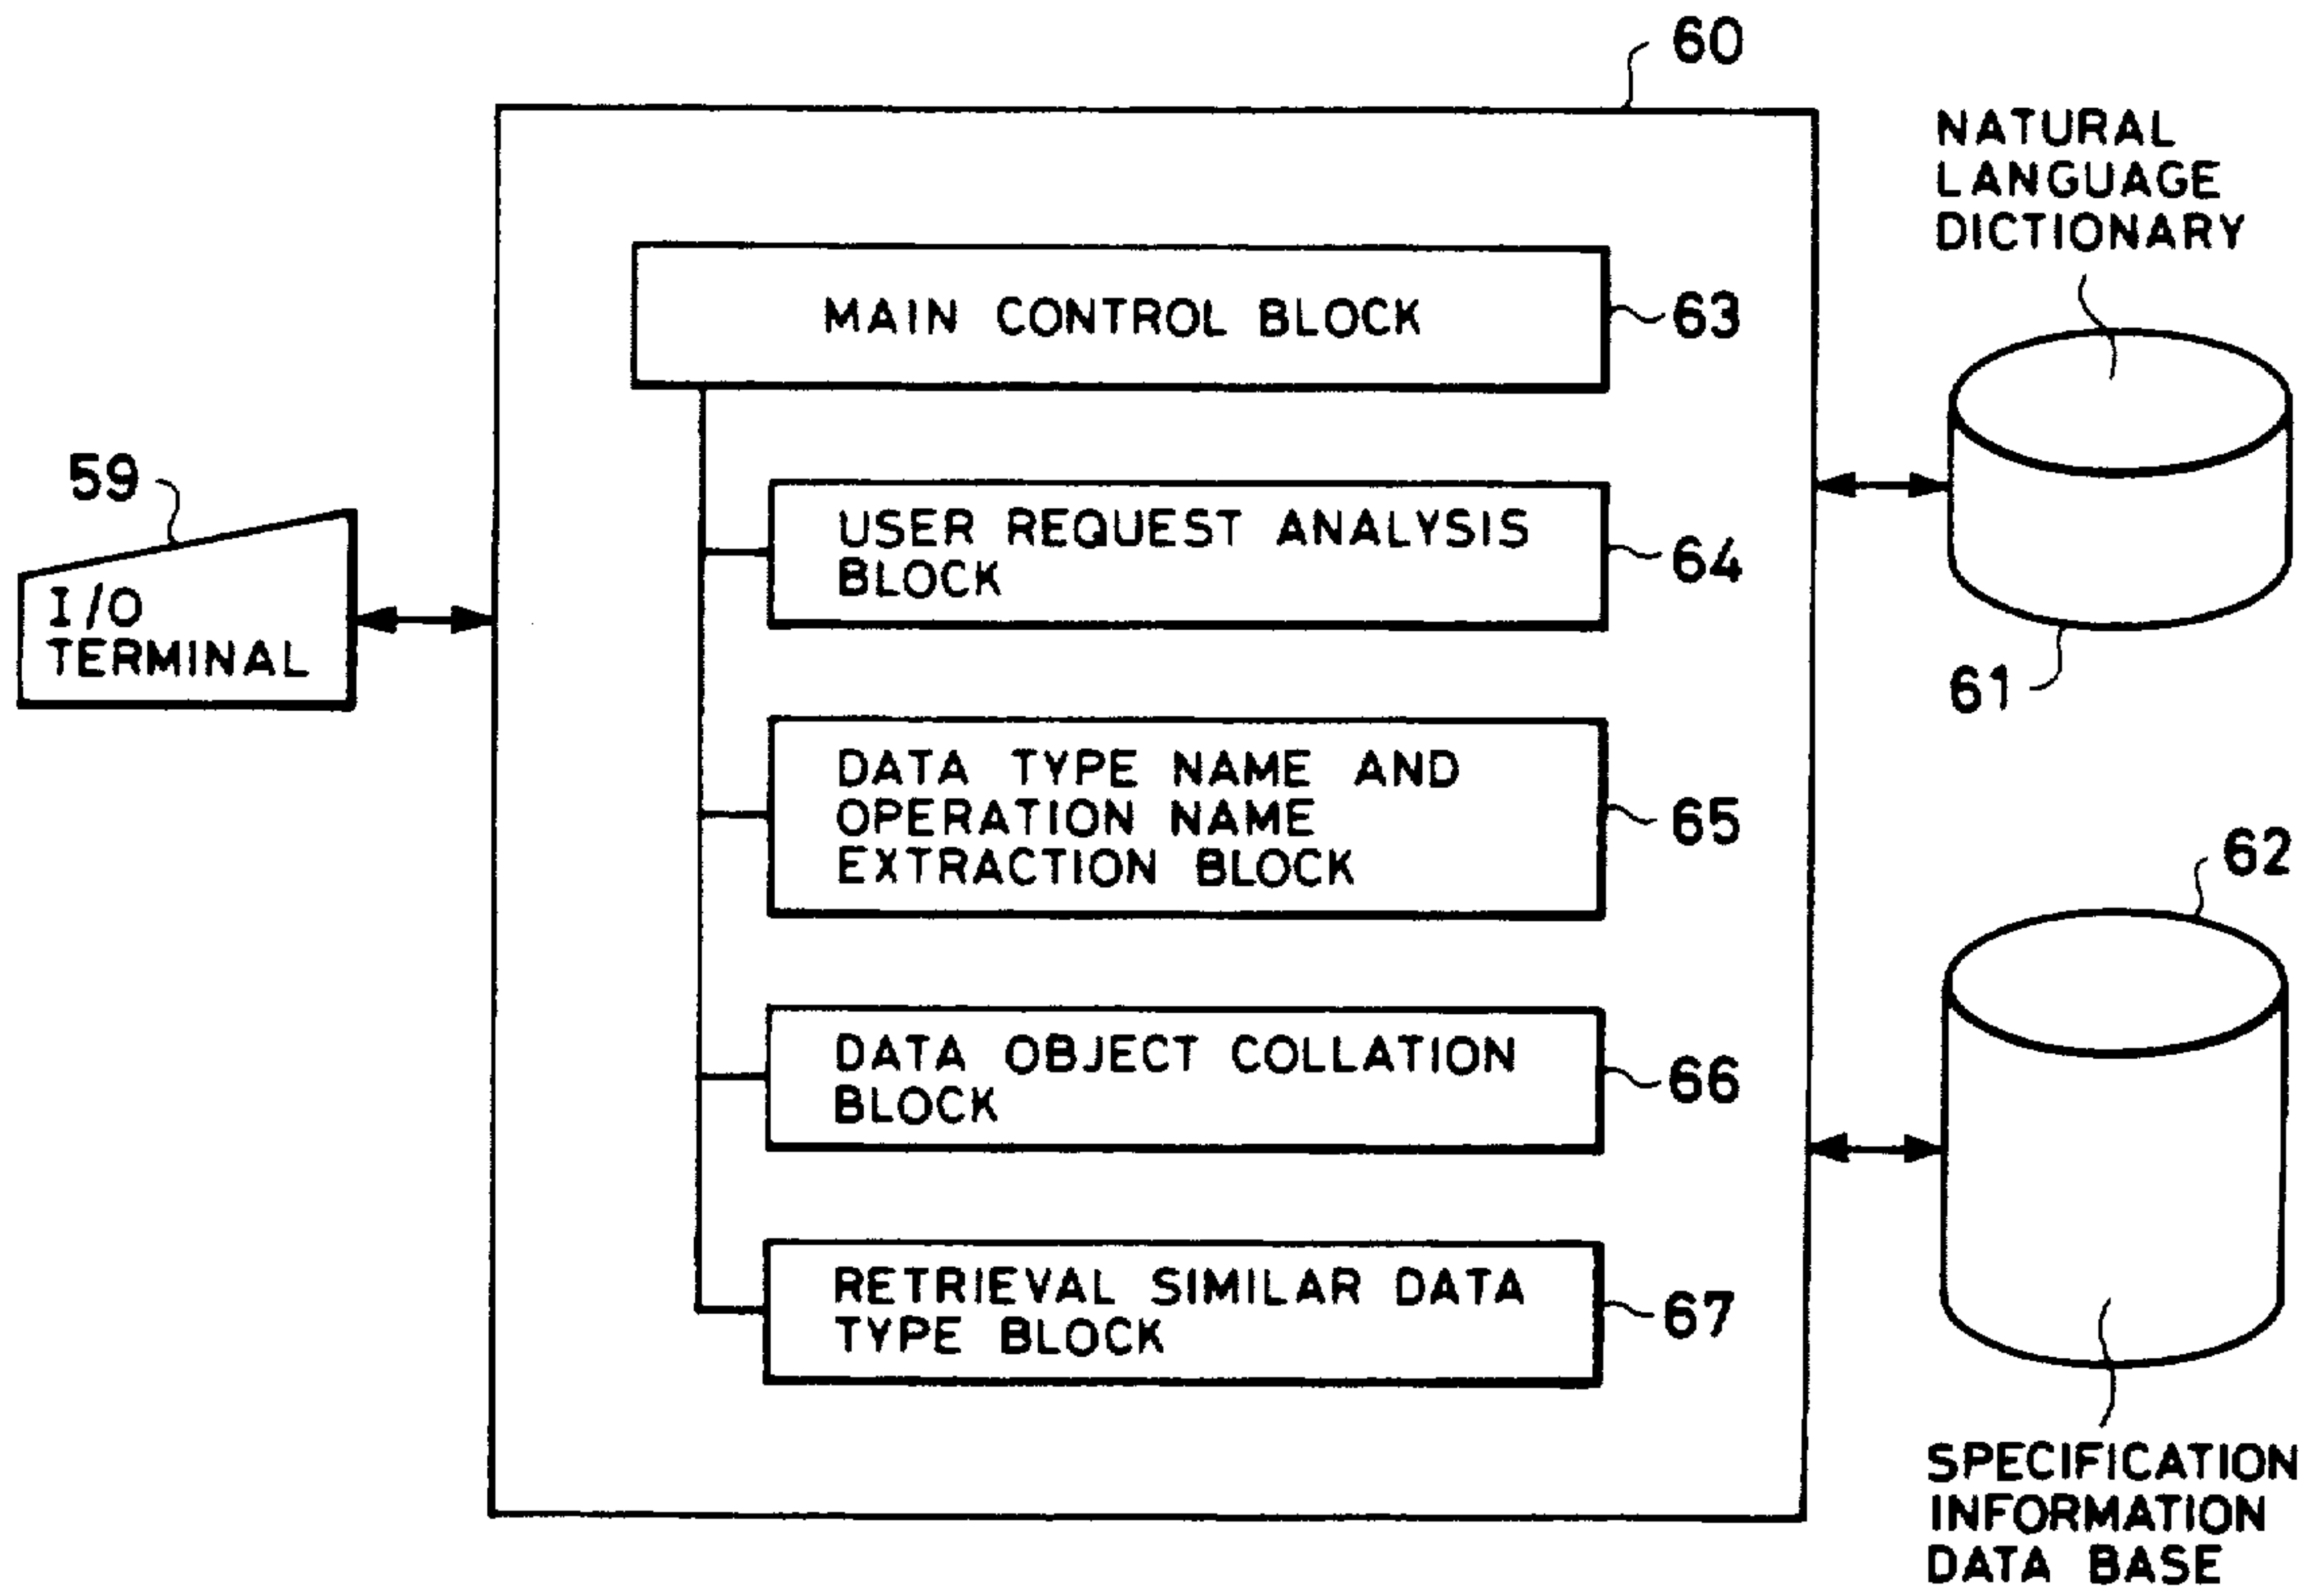 60
NATURAL
LANGUAGE
DICTIONARY
MAIN CONTROL BLOCK
63
59
I/O
TERMINAL
USER REQUEST ANALYSIS
BLOCK
64
61
DATA TYPE NAME AND
OPERATION NAME
EXTRACTION BLOCK
65
62
DATA OBJECT COLLATION
BLOCK
66
RETRIEVAL SIMILAR DATA
TYPE BLOCK
67
SPECIFICATION
INFORMATION
DATA BASE